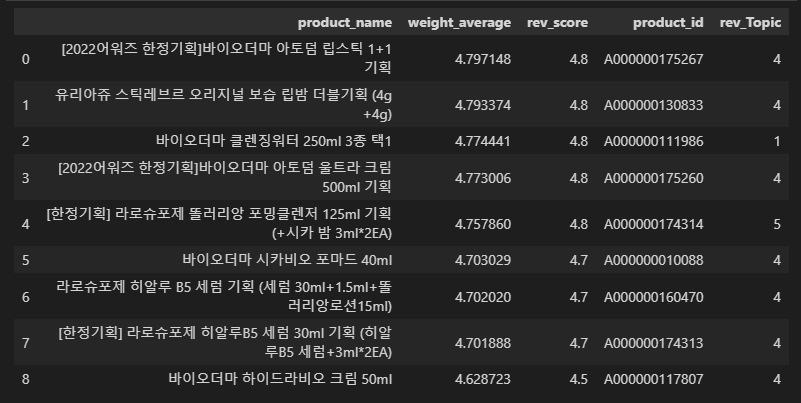 product_name weight_average rev_score product_id rev_Topic
0 [2022어워즈 한정기획]바이오더마 아토덤 립스틱 1+1 4.797148 4.8 A000000175267 4
기획
1 유리아쥬 스틱레브르 오리지널 보습 립밤 더블기획 (4g 4.793374 4.8 A000000130833 4
+4g)
2 바이오더마 클렌징워터 250ml 3종 택1 4.774441 4.8 A000000111986 1
3 [2022어워즈 한정기획]바이오더마 아토덤 울트라 크림 4.773006 4.8 A000000175260 4
500ml 기획
4 [한정기획] 라로슈포제 똘러리앙 포밍클렌저 125ml 기획 4.757860 4.8 A000000174314 5
(+시카 밤 3ml*2EA)
5 바이오더마 시카비오 포마드 40ml 4.703029 4.7 A000000010088 4
6 라로슈포제 히알루 B5 세럼 기획 (세럼 30ml+1.5ml+똘 4.702020 4.7 A000000160470 4
러리앙로션15ml)
7 [한정기획] 라로슈포제 히알루B5 세럼 30ml 기획 (히알 4.701888 4.7 A000000174313 4
루B5 세럼+3ml*2EA)
8 바이오더마 하이드라비오 크림 50ml 4.628723 4.5 A000000117807 4